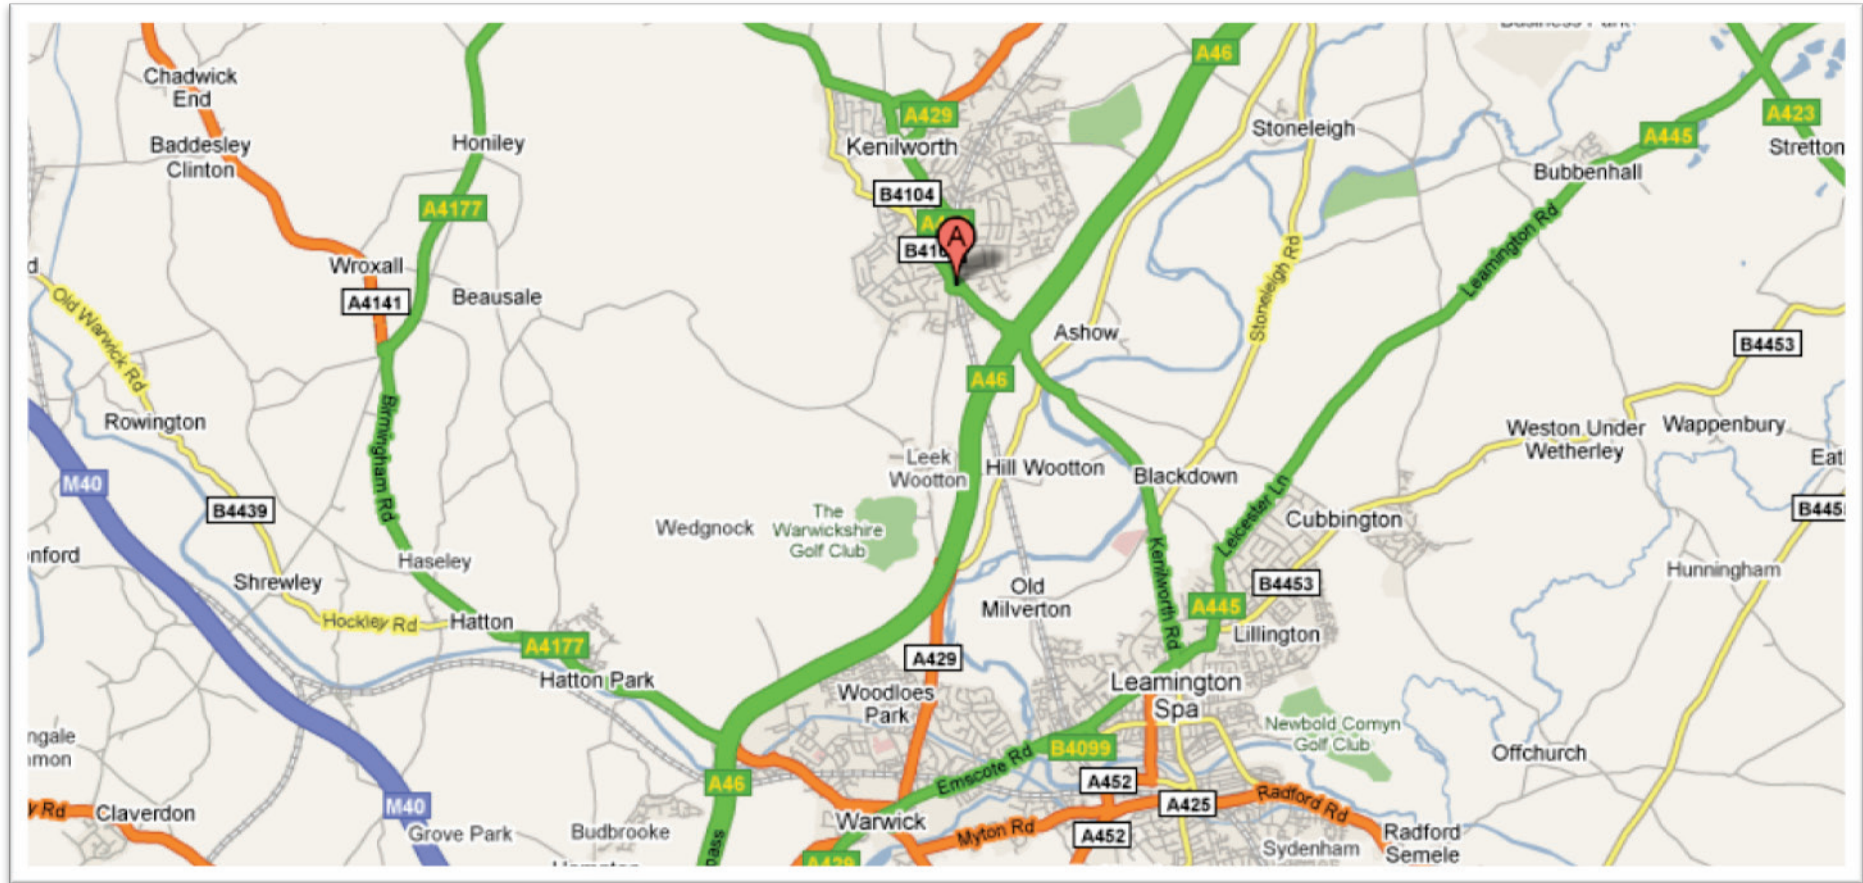 A46
Chadwick
End
A429
A423
A445
Stoneleigh
Baddesley
Clinton
Honiley
Kenilworth
Stretton
Bubbenhall
B4104
A4177
A
Leamington Rd
Stoneleigh Rd
Wroxall
A4141
Beausale
Old Warwick Rd
Ashow
B4453
A46
Rowington
Birmingham Rd
Weston Under
Wetherley
Wappenbury
Leek
Wootton
Hill Wootton
Blackdown
M40
B4439
The
Warwickshire
Golf Club
Wedgnock
Leicester Ln
Cubbington
Haseley
Kenilworth Rd
Shrewley
Old
Milverton
B4453
Hunningham
A445
Hockley Rd
Hatton
Lillington
A4177
A429
Hatton Park
Woodloes
Park
Leamington
Spa
Newbold Comyn
Golf Club
B4099
Offchurch
Emscote Rd
A46
A452
M40
A425
Radford Rd
Claverdon
Grove Park
Budbrooke
Warwick
Myton Rd
A452
Radford
Semele
Sydenham
A429